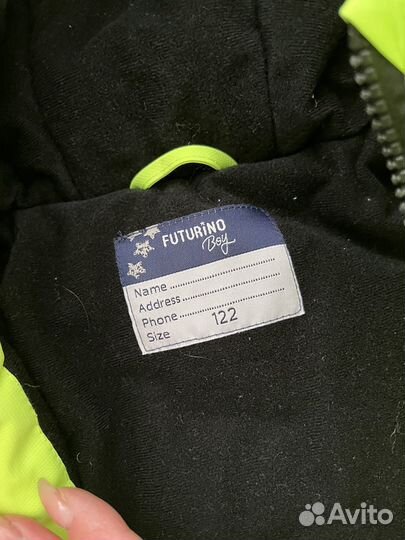 FUTURiNO
Boy
Name ..........................
Address ......................
Phone ........................
Size 122
Avito